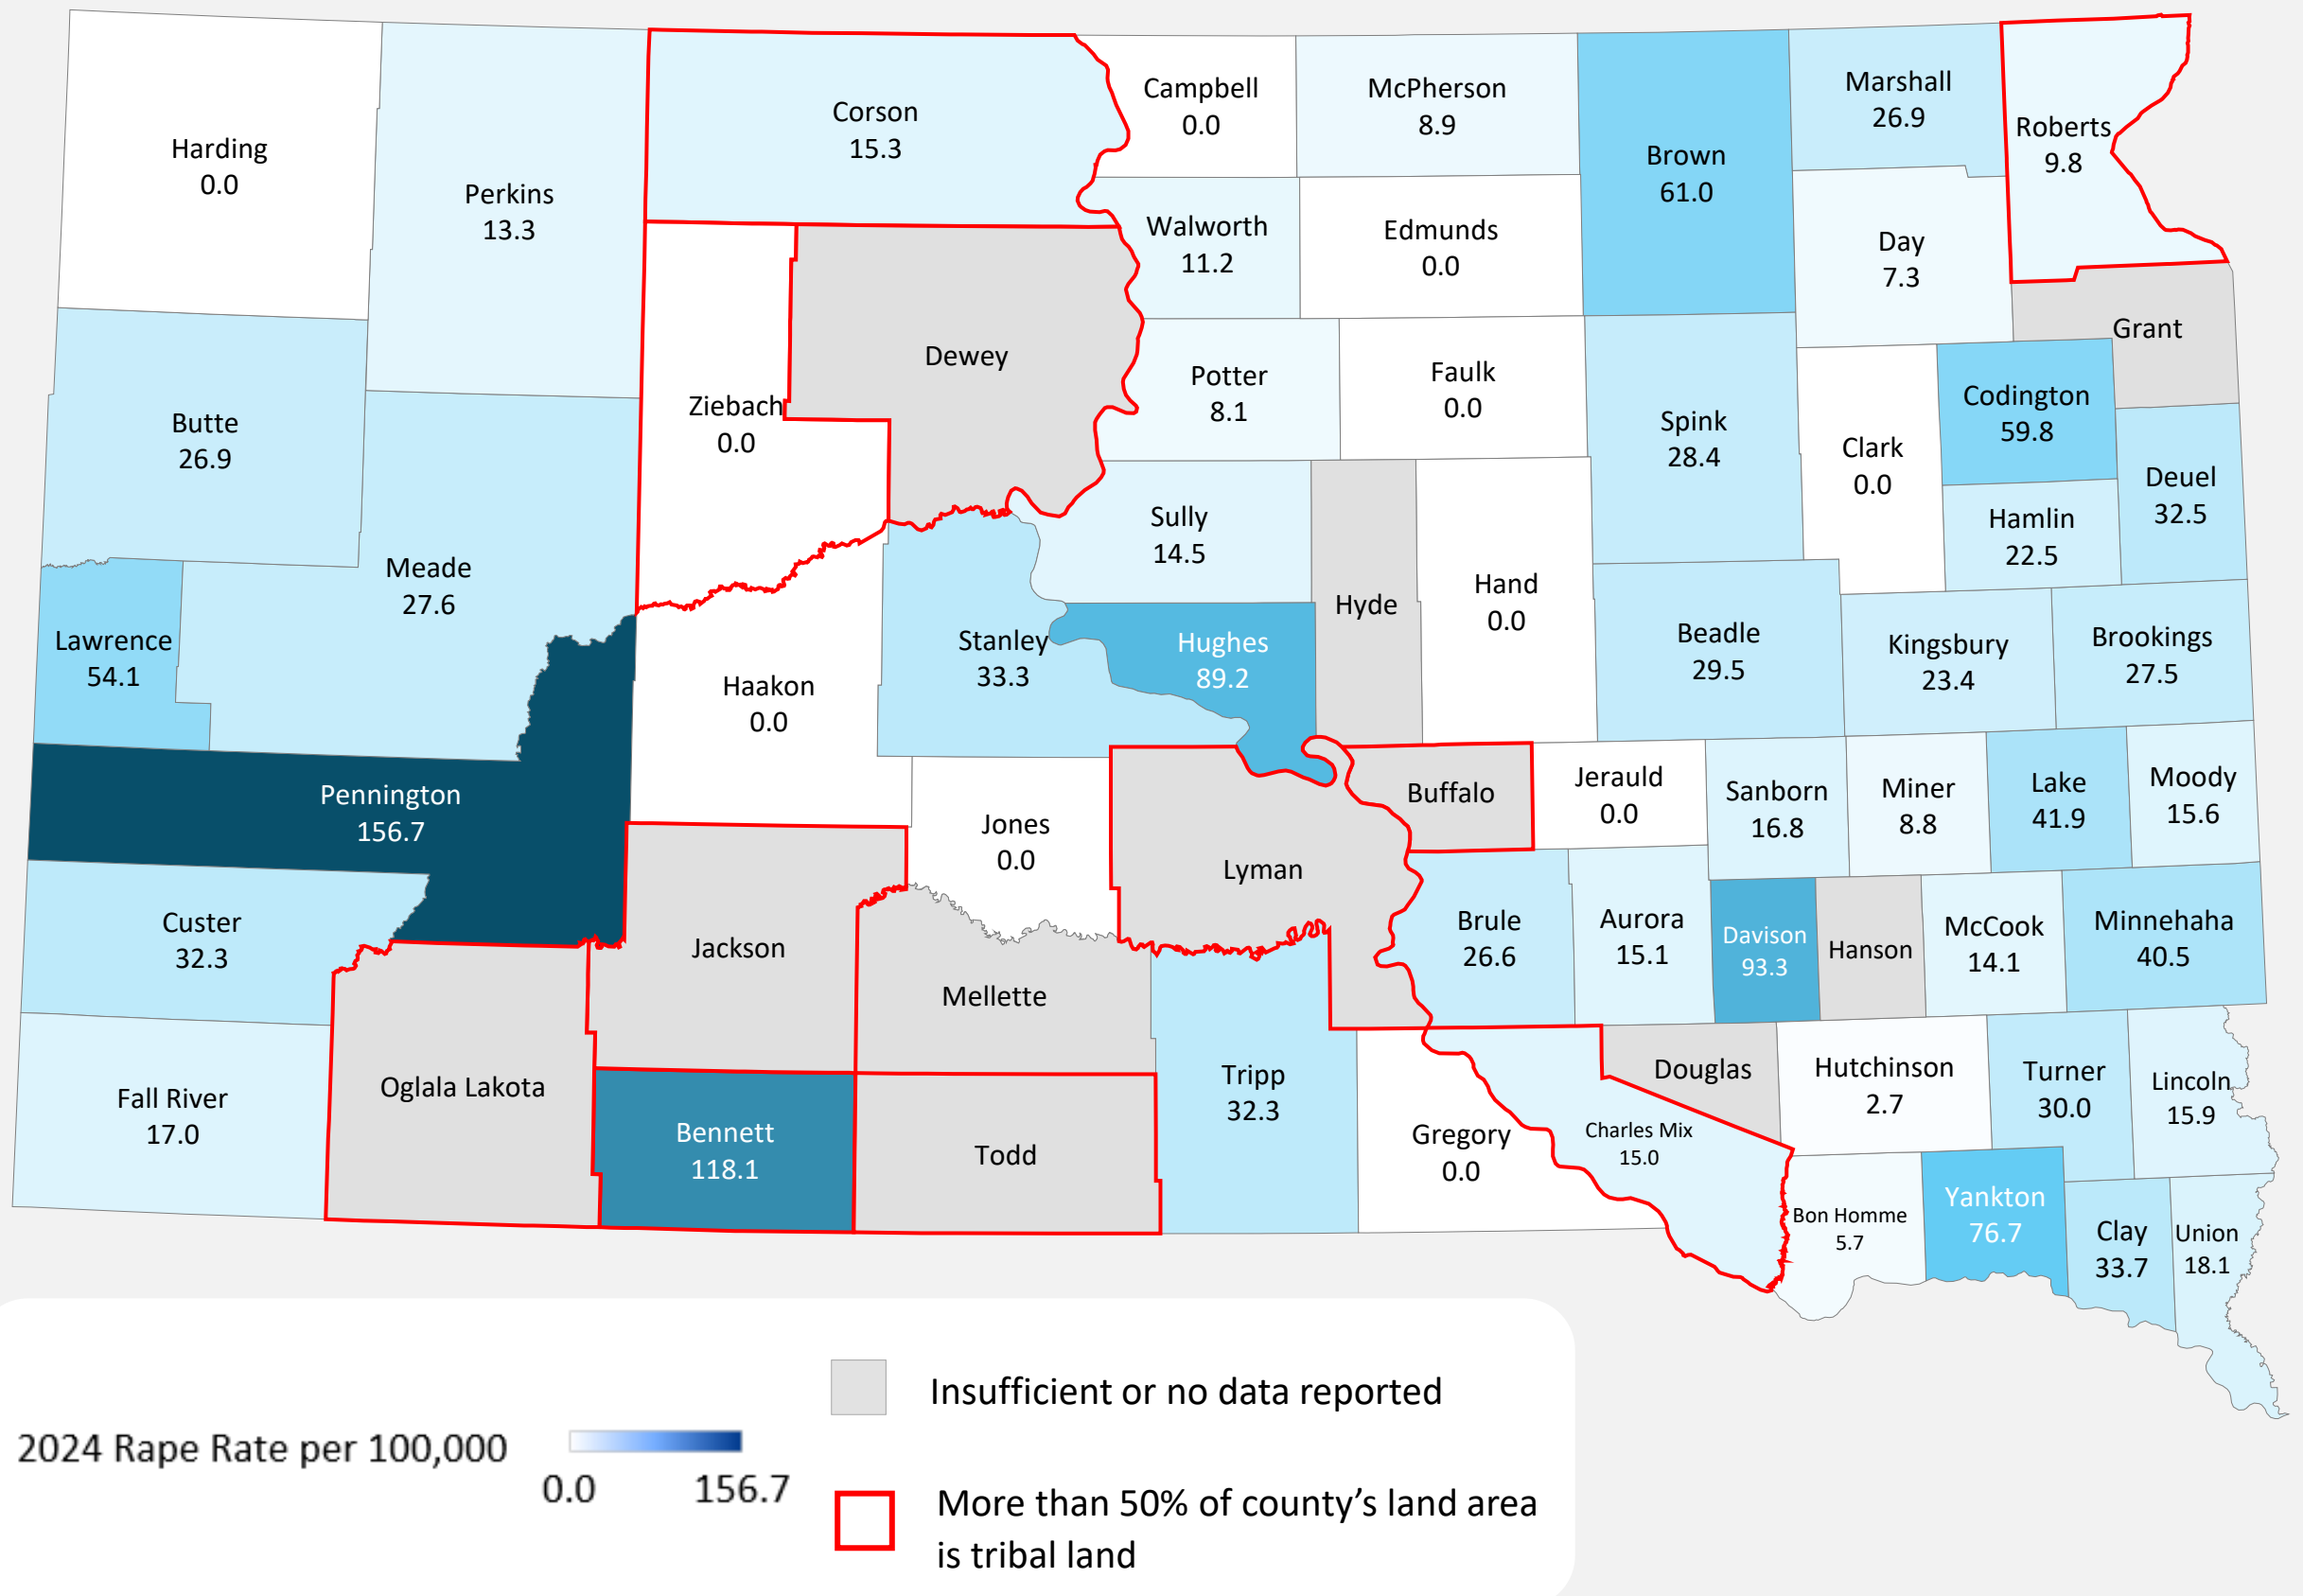 Harding
0.0
Perkins
13.3
Corson
15.3
Campbell
0.0
McPherson
8.9
Brown
61.0
Marshall
26.9
Roberts
9.8
Walworth
11.2
Edmunds
0.0
Day
7.3
Grant
Butte
26.9
Ziebach
0.0
Dewey
Potter
8.1
Faulk
0.0
Spink
28.4
Clark
0.0
Codington
59.8
Deuel
32.5
Hamlin
22.5
Meade
27.6
Sully
14.5
Hyde
Hand
0.0
Lawrence
54.1
Haakon
0.0
Stanley
33.3
Hughes
89.2
Beadle
29.5
Kingsbury
23.4
Brookings
27.5
Pennington
156.7
Jones
0.0
Lyman
Buffalo
Jerauld
0.0
Sanborn
16.8
Miner
8.8
Lake
41.9
Moody
15.6
Custer
32.3
Jackson
Mellette
Brule
26.6
Aurora
15.1
Davison
93.3
Hanson
McCook
14.1
Minnehaha
40.5
Fall River
17.0
Oglala Lakota
Bennett
118.1
Todd
Tripp
32.3
Gregory
0.0
Charles Mix
15.0
Douglas
Hutchinson
2.7
Turner
30.0
Lincoln
15.9
Bon Homme
5.7
Yankton
76.7
Clay
33.7
Union
18.1
Insufficient or no data reported
2024 Rape Rate per 100,000
0.0 156.7
More than 50% of county’s land area
is tribal land